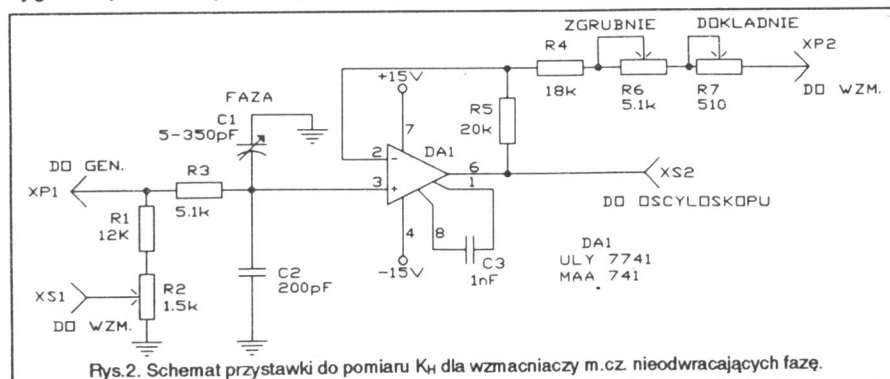 ZGRUBNIE DOKŁADNIE
R4 XP2
+15V
18k R6 R7 DO WZM.
5.1k 510
FAZA
C1
5-350pF
R5
20k
7
2 - DA1
DO GEN.
XP1
R3
5.1k
3 +
6
1
XS2
DO OSCYLOSKOPU
R1
12K
4 8
-15V
C3
1nF
DA1
ULY 7741
MAA 741
C2
200pF
XS1
R2
1.5k
DO WZM.
Rys.2. Schemat przystawki do pomiaru KH dla wzmacniaczy m.cz. nieodwracających fazę.